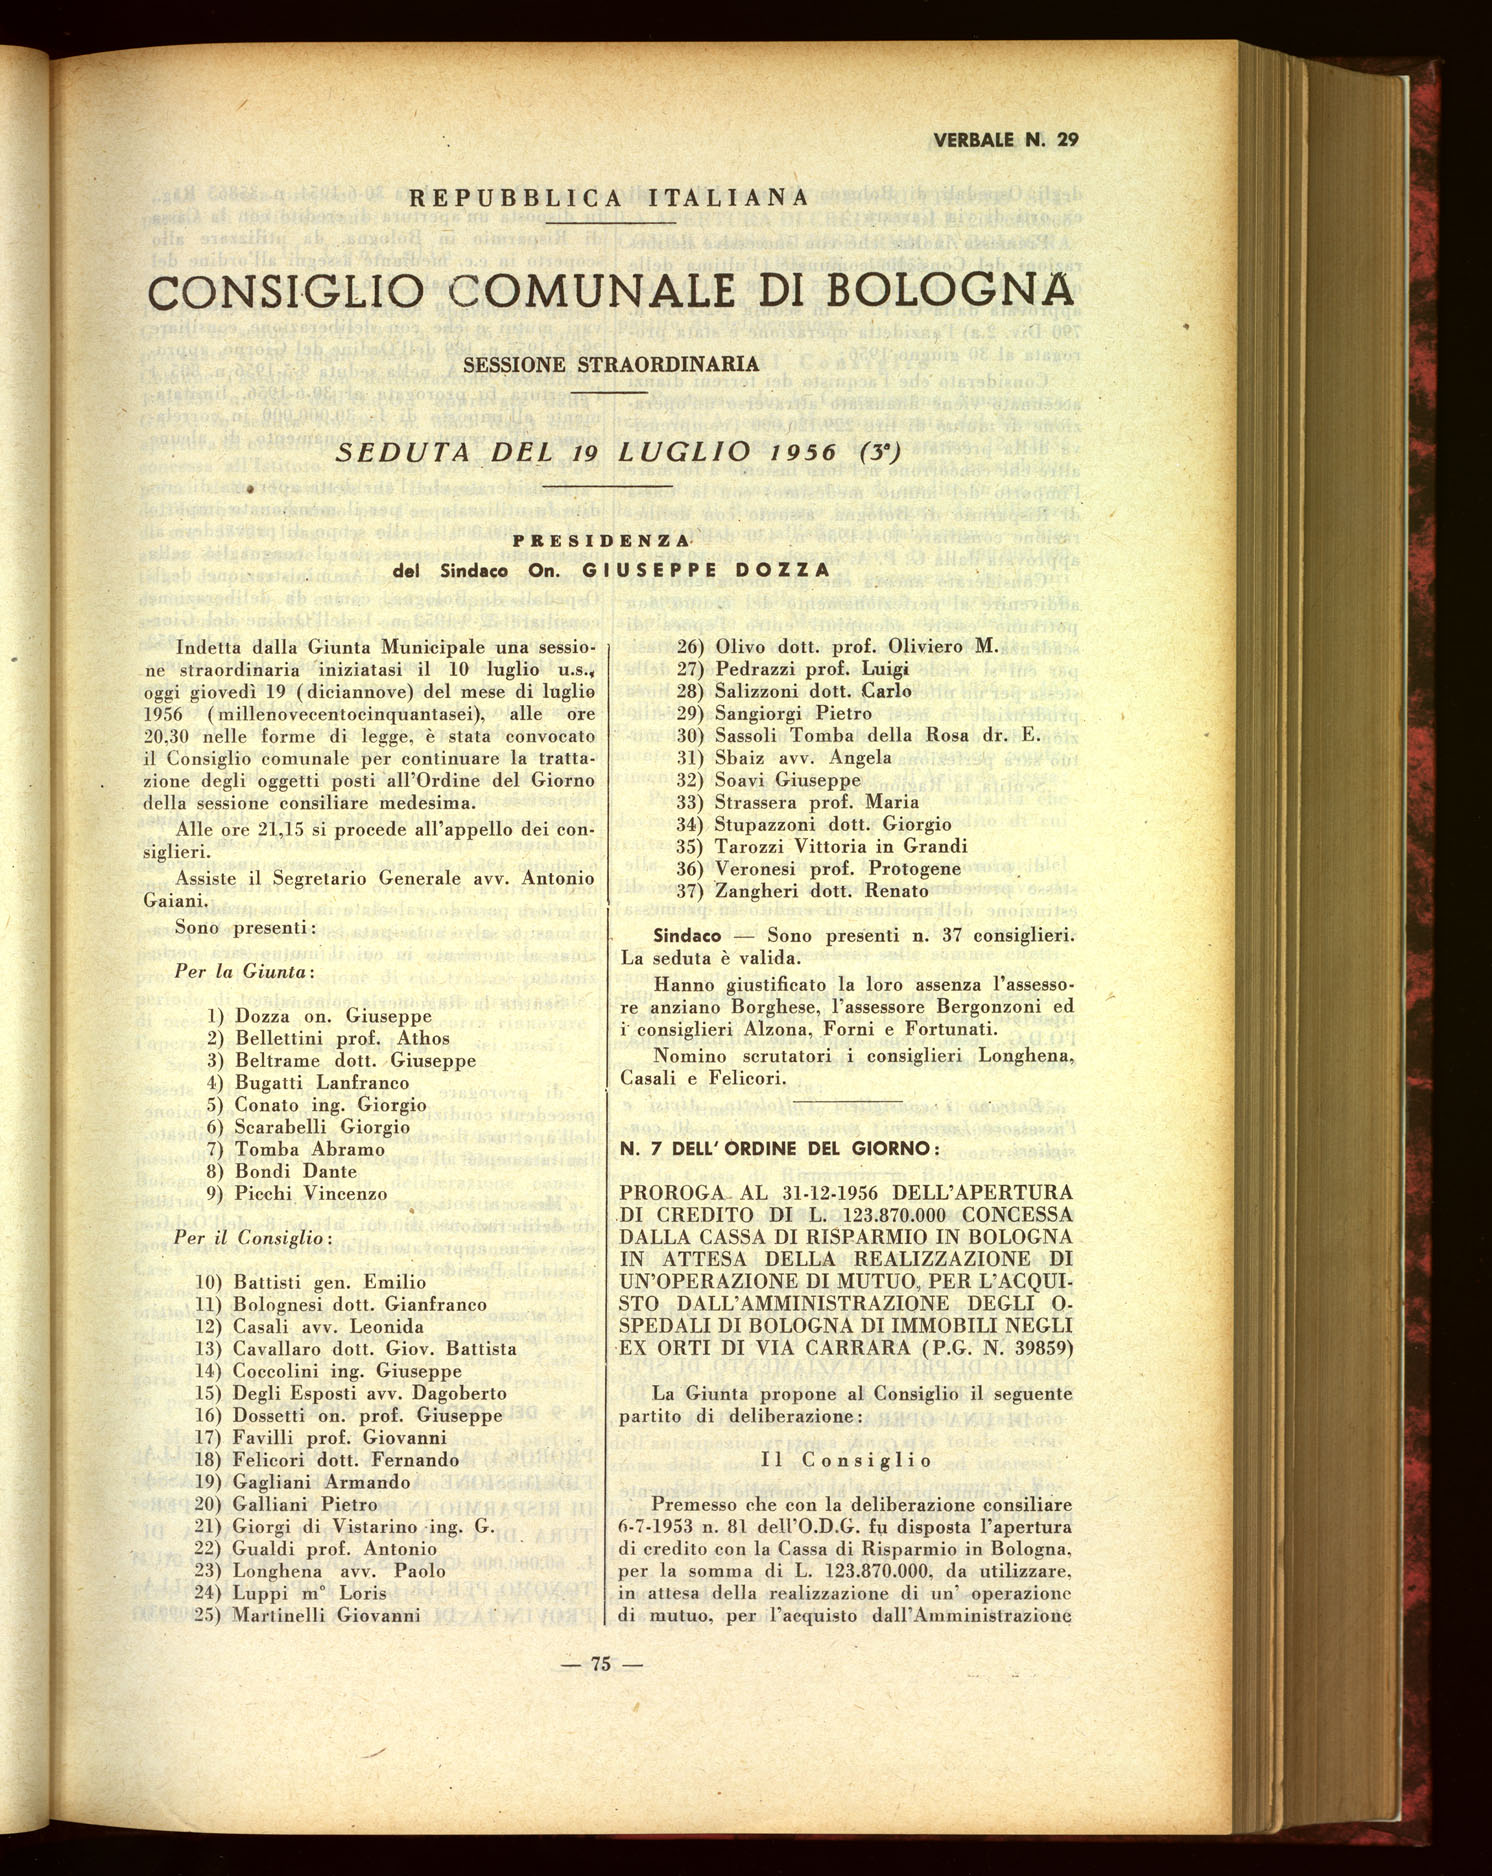 VERBALE N. 29
REPUBBLICA ITALIANA
CONSIGLIO COMUNALE DI BOLOGNA
SESSIONE STRAORDINARIA
SEDUTA DEL 19 LUGLIO 1956 (3ª)
PRESIDENZA
del Sindaco On. GIUSEPPE DOZZA
Indetta dalla Giunta Municipale una sessio-
ne straordinaria iniziatasi il 10 luglio u.s.,
oggi giovedì 19 (diciannove) del mese di luglio
1956 (millenovecentocinquantasei), alle ore
20,30 nelle forme di legge, è stata convocato
il Consiglio comunale per continuare la tratta-
zione degli oggetti posti all'Ordine del Giorno
della sessione consiliare medesima.
Alle ore 21,15 si procede all'appello dei con-
siglieri.
Assiste il Segretario Generale avv. Antonio
Gaiani.
Sono presenti:
Per la Giunta:
1) Dozza on. Giuseppe
2) Bellettini prof. Athos
3) Beltrame dott. Giuseppe
4) Bugatti Lanfranco
5) Conato ing. Giorgio
6) Scarabelli Giorgio
7) Tomba Abramo
8) Bondi Dante
9) Picchi Vincenzo
Per il Consiglio:
10) Battisti gen. Emilio
11) Bolognesi dott. Gianfranco
12) Casali avv. Leonida
13) Cavallaro dott. Giov. Battista
14) Coccolini ing. Giuseppe
15) Degli Esposti avv. Dagoberto
16) Dossetti on. prof. Giuseppe
17) Favilli prof. Giovanni
18) Felicori dott. Fernando
19) Gagliani Armando
20) Galliani Pietro
21) Giorgi di Vistarino ing. G.
22) Gualdi prof. Antonio
23) Longhena avv. Paolo
24) Luppi m° Loris
25) Martinelli Giovanni
26) Olivo dott. prof. Oliviero M.
27) Pedrazzi prof. Luigi
28) Salizzoni dott. Carlo
29) Sangiorgi Pietro
30) Sassoli Tomba della Rosa dr. E.
31) Sbaiz avv. Angela
32) Soavi Giuseppe
33) Strassera prof. Maria
34) Stupazzoni dott. Giorgio
35) Tarozzi Vittoria in Grandi
36) Veronesi prof. Protogene
37) Zangheri dott. Renato
Sindaco — Sono presenti n. 37 consiglieri.
La seduta è valida.
Hanno giustificato la loro assenza l'assesso-
re anziano Borghese, l'assessore Bergonzoni ed
i consiglieri Alzona, Forni e Fortunati.
Nomino scrutatori i consiglieri Longhena,
Casali e Felicori.
N. 7 DELL'ORDINE DEL GIORNO:
PROROGA AL 31-12-1956 DELL'APERTURA
DI CREDITO DI L. 123.870.000 CONCESSA
DALLA CASSA DI RISPARMIO IN BOLOGNA
IN ATTESA DELLA REALIZZAZIONE DI
UN'OPERAZIONE DI MUTUO, PER L'ACQUI-
STO DALL'AMMINISTRAZIONE DEGLI O-
SPEDALI DI BOLOGNA DI IMMOBILI NEGLI
EX ORTI DI VIA CARRARA (P.G. N. 39859)
La Giunta propone al Consiglio il seguente
partito di deliberazione:
Il Consiglio
Premesso che con la deliberazione consiliare
6-7-1953 n. 81 dell'O.D.G. fu disposta l'apertura
di credito con la Cassa di Risparmio in Bologna,
per la somma di L. 123.870.000, da utilizzare,
in attesa della realizzazione di un' operazione
di mutuo, per l'acquisto dall'Amministrazione
— 75 —